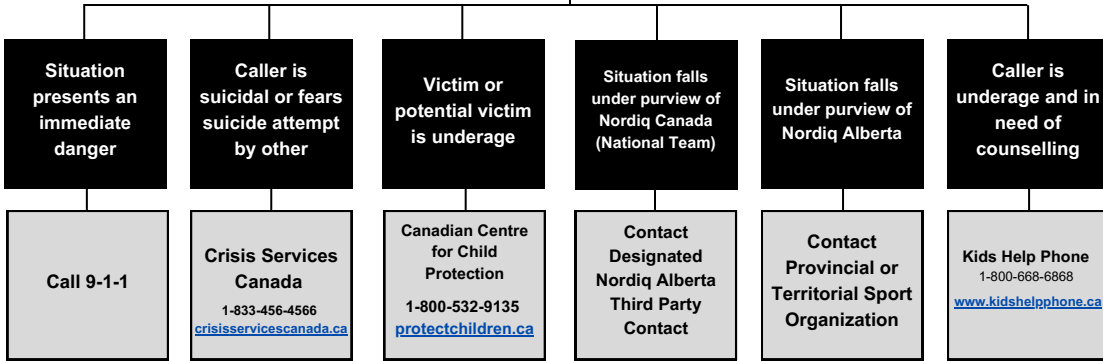 Situation
presents an
immediate
danger
Caller is
suicidal or fears
suicide attempt
by other
Victim or
potential victim
is underage
Situation falls
under purview of
Nordiq Canada
(National Team)
Situation falls
under purview of
Nordiq Alberta
Caller is
underage and in
need of
counselling
Call 9-1-1
Crisis Services
Canada
1-833-456-4566
crisisservicescanada.ca
Canadian Centre
for Child
Protection
1-800-532-9135
protectchildren.ca
Contact
Designated
Nordiq Alberta
Third Party
Contact
Contact
Provincial or
Territorial Sport
Organization
Kids Help Phone
1-800-668-6868
www.kidshelpphone.ca